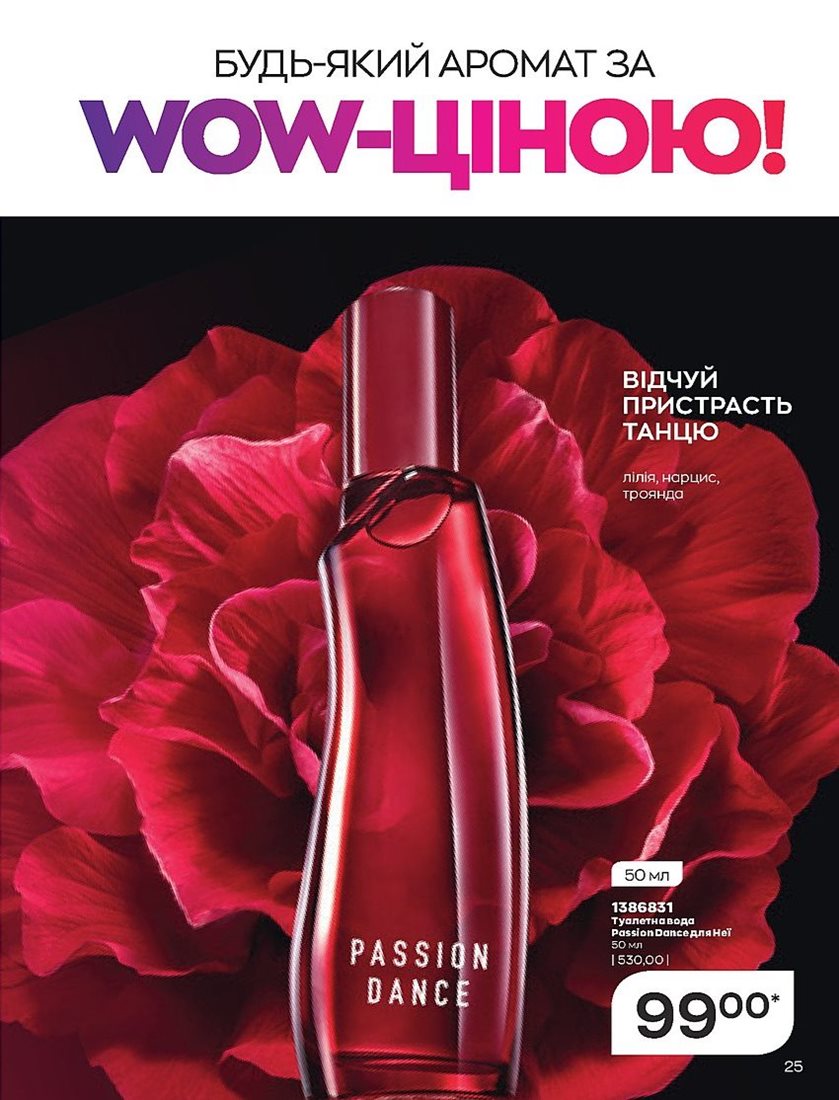 БУДЬ-ЯКИЙ АРОМАТ ЗА
WOW-ЦІНОЮ!
ВІДЧУЙ
ПРИСТРАСТЬ
ТАНЦЮ
лілія, нарцис,
троянда
PASSION
DANCE
50 мл
1386831
Туалетна вода
Passion Dance для Неї
50 мл
| 530,00 |
99⁰⁰*
25